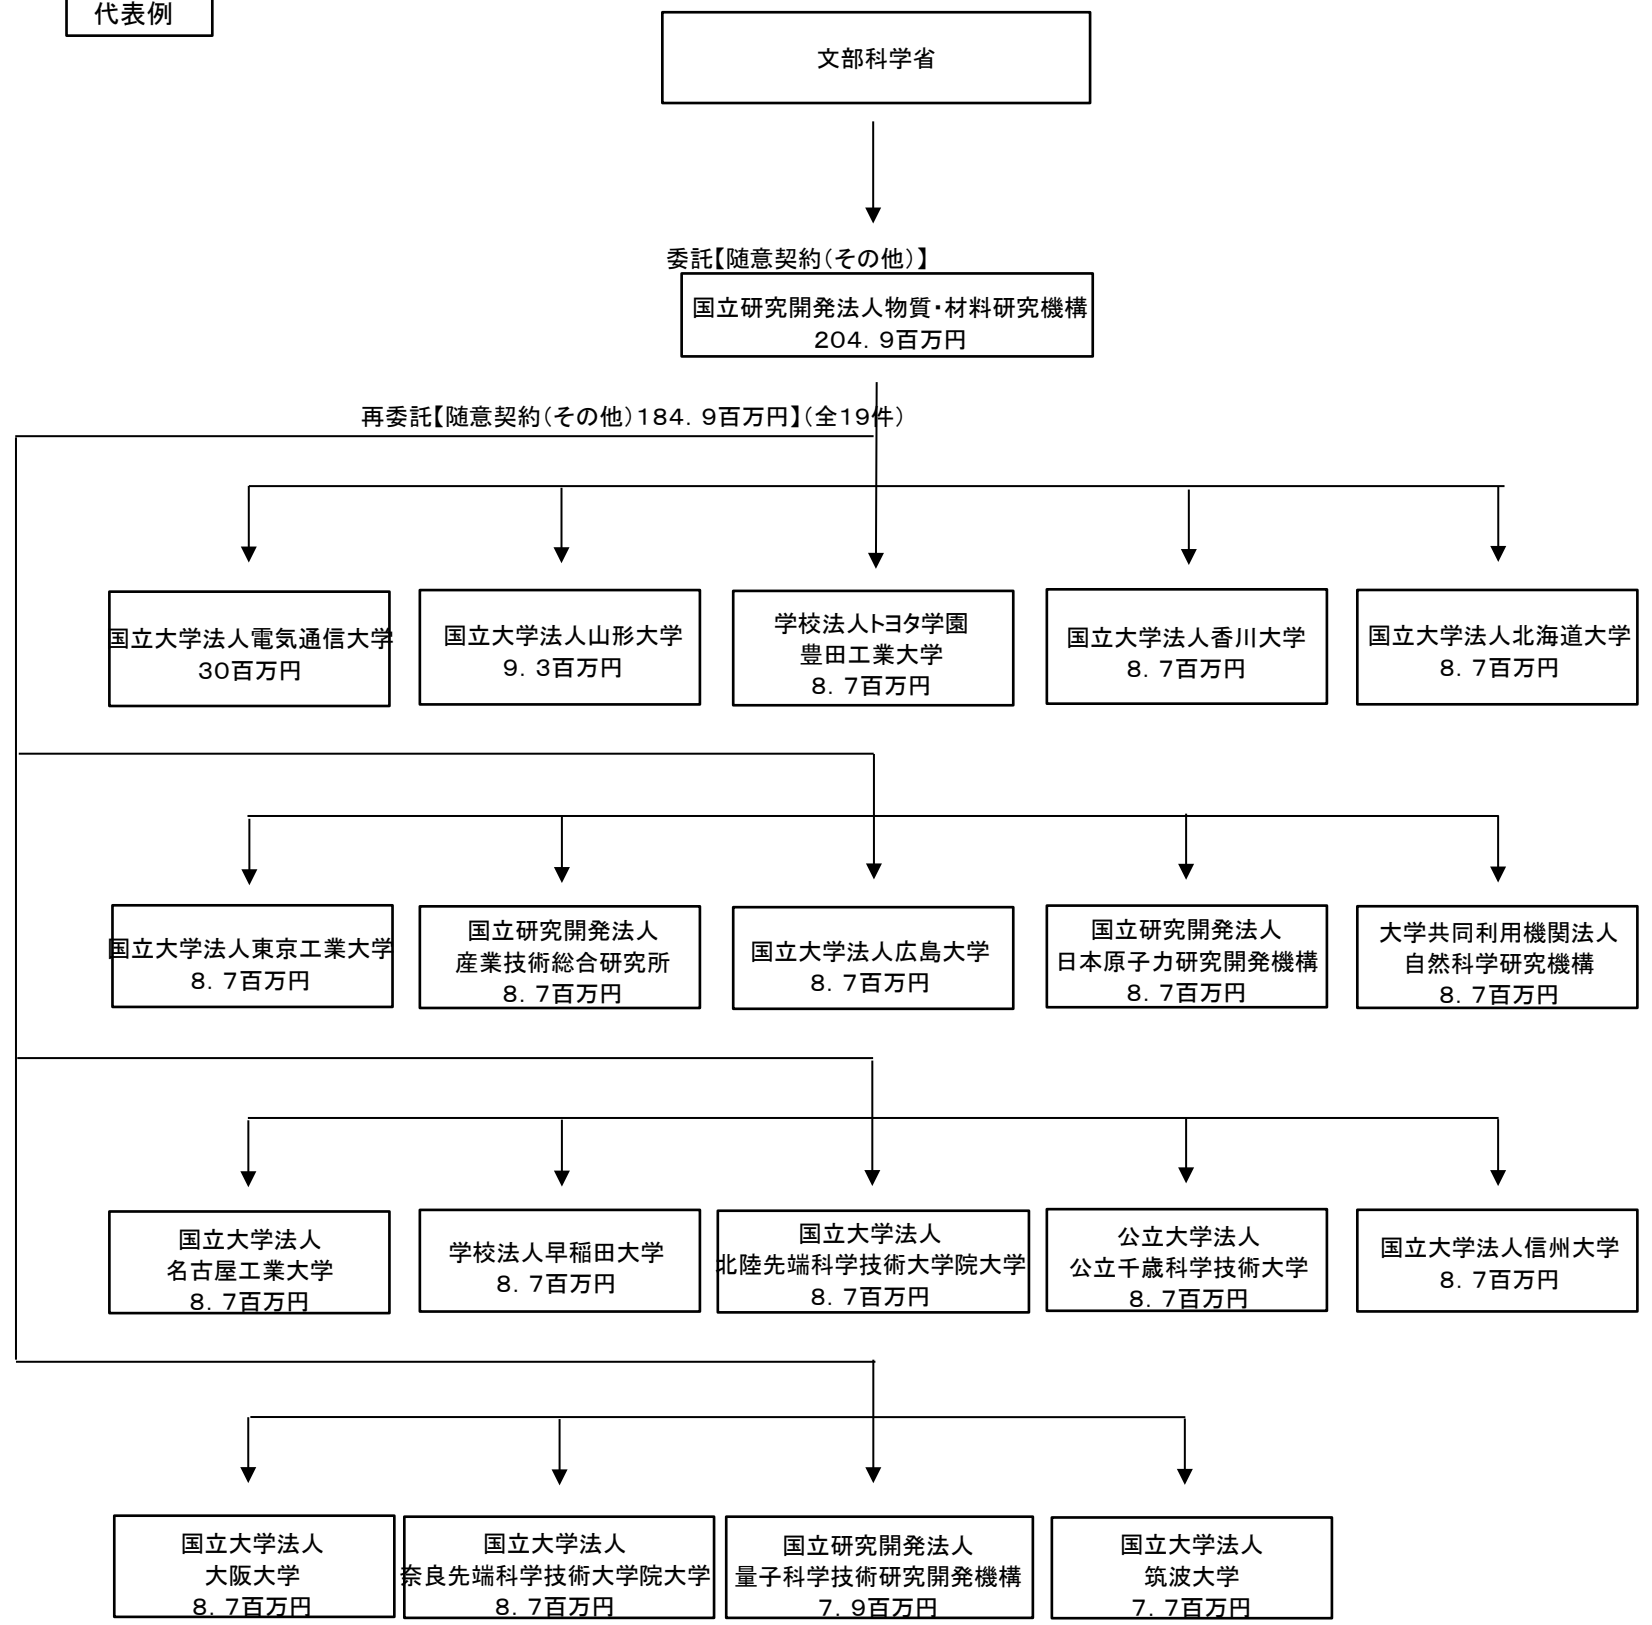 代表例
文部科学省
委託【随意契約(その他)】
国立研究開発法人物質・材料研究機構
204.9百万円
再委託【随意契約(その他)184.9百万円】(全19件)
国立大学法人電気通信大学
30百万円
国立大学法人山形大学
9.3百万円
学校法人トヨタ学園
豊田工業大学
8.7百万円
国立大学法人香川大学
8.7百万円
国立大学法人北海道大学
8.7百万円
国立大学法人東京工業大学
8.7百万円
国立研究開発法人
産業技術総合研究所
8.7百万円
国立大学法人広島大学
8.7百万円
国立研究開発法人
日本原子力研究開発機構
8.7百万円
大学共同利用機関法人
自然科学研究機構
8.7百万円
国立大学法人
名古屋工業大学
8.7百万円
学校法人早稲田大学
8.7百万円
国立大学法人
北陸先端科学技術大学院大学
8.7百万円
公立大学法人
公立千歳科学技術大学
8.7百万円
国立大学法人信州大学
8.7百万円
国立大学法人
大阪大学
8.7百万円
国立大学法人
奈良先端科学技術大学院大学
8.7百万円
国立研究開発法人
量子科学技術研究開発機構
7.9百万円
国立大学法人
筑波大学
7.7百万円